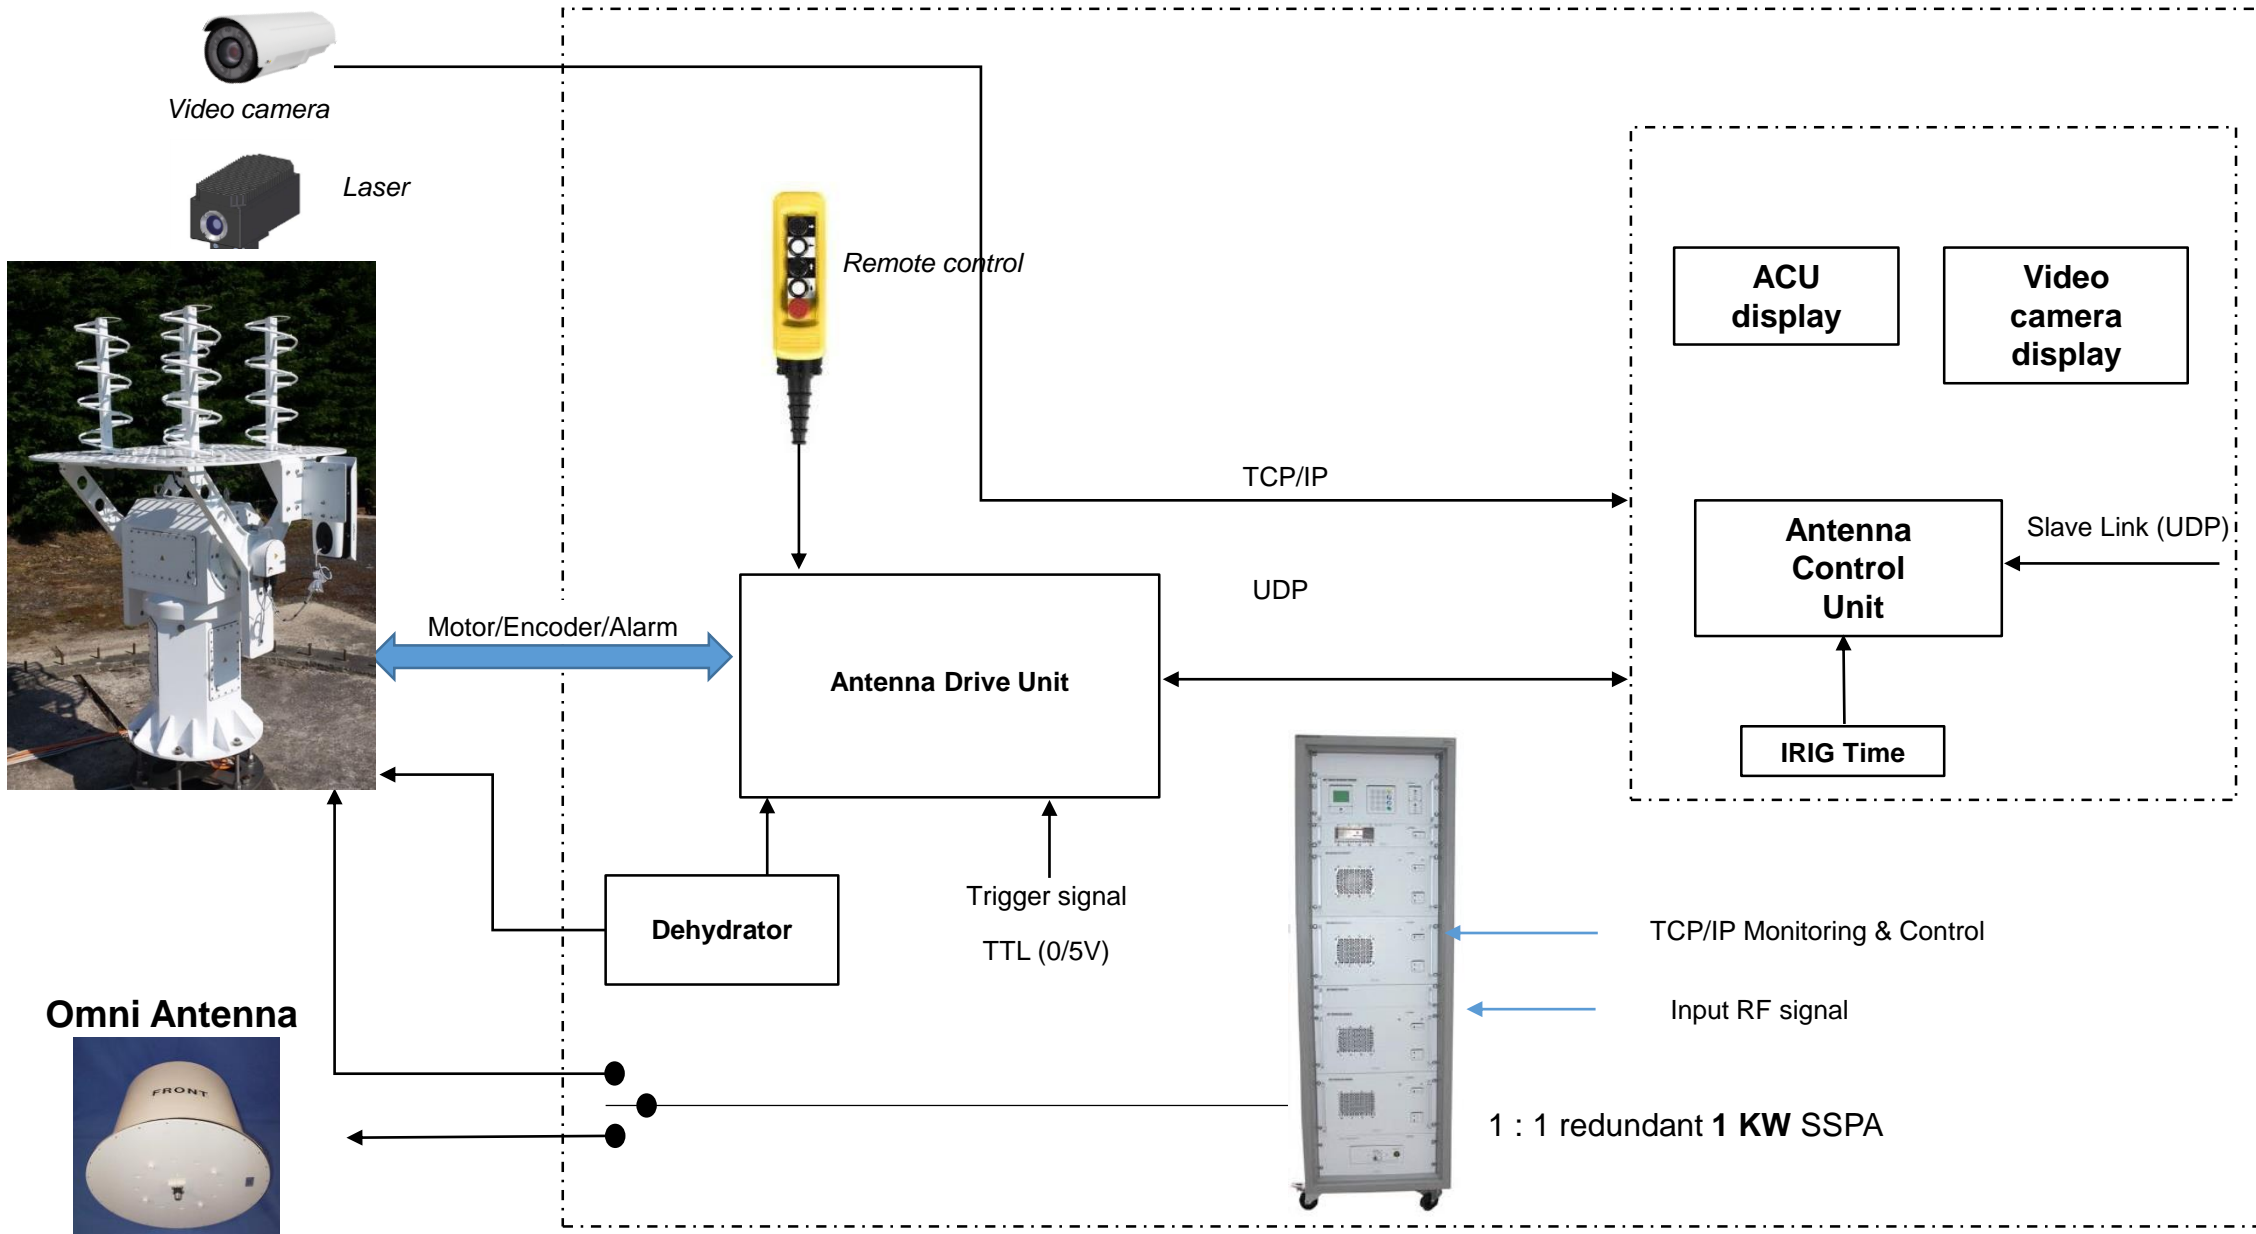 Video camera
Laser
Remote control
ACU
display
Video
camera
display
TCP/IP
Antenna
Control
Unit
Slave Link (UDP)
UDP
Motor/Encoder/Alarm
Antenna Drive Unit
IRIG Time
Trigger signal
TTL (0/5V)
Dehydrator
TCP/IP Monitoring & Control
Input RF signal
Omni Antenna
FRONT
1 : 1 redundant 1 KW SSPA